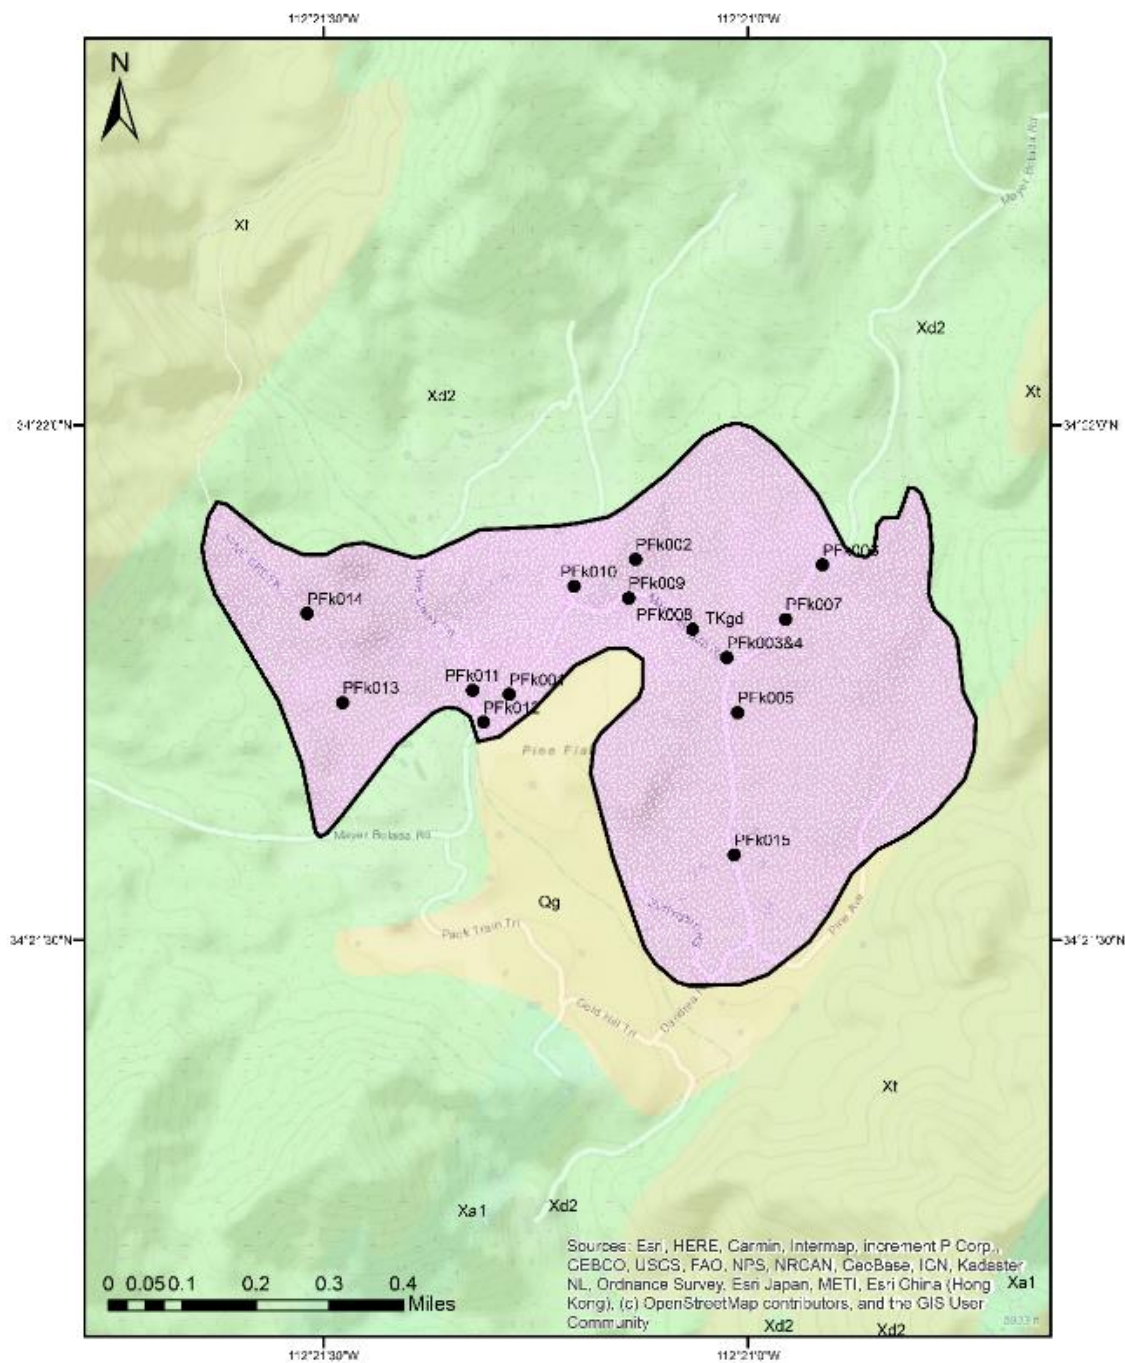 112°21'30"W 112°21'0"W
N
Mayer Bolada Rd
Xt
Xd2
Xd2
Xt
34°22'0"N 34°22'0"N
PFk002
PFk006
PFk010 PFk009
PFk014
PFk008 TKgd PFk007
PFk003&4
PFk011 PFk001
PFk013
PFk012
PFk005
Pine Fla
Mayer Bolada Rd
PFk015
Qg
Pine Ave
Pack Train Trl
34°21'30"N 34°21'30"N
Gold Hill Trl
Dandrea
Xt
Xa1 Xd2
Sources: Esri, HERE, Garmin, Intermap, increment P Corp.,
GEBCO, USGS, FAO, NPS, NRCAN, GeoBase, IGN, Kadaster
NL, Ordnance Survey, Esri Japan, METI, Esri China (Hong
Kong), (c) OpenStreetMap contributors, and the GIS User
Community
Xa1
0 0.05 0.1 0.2 0.3 0.4
Miles
Xd2 Xd2
112°21'30"W 112°21'0"W